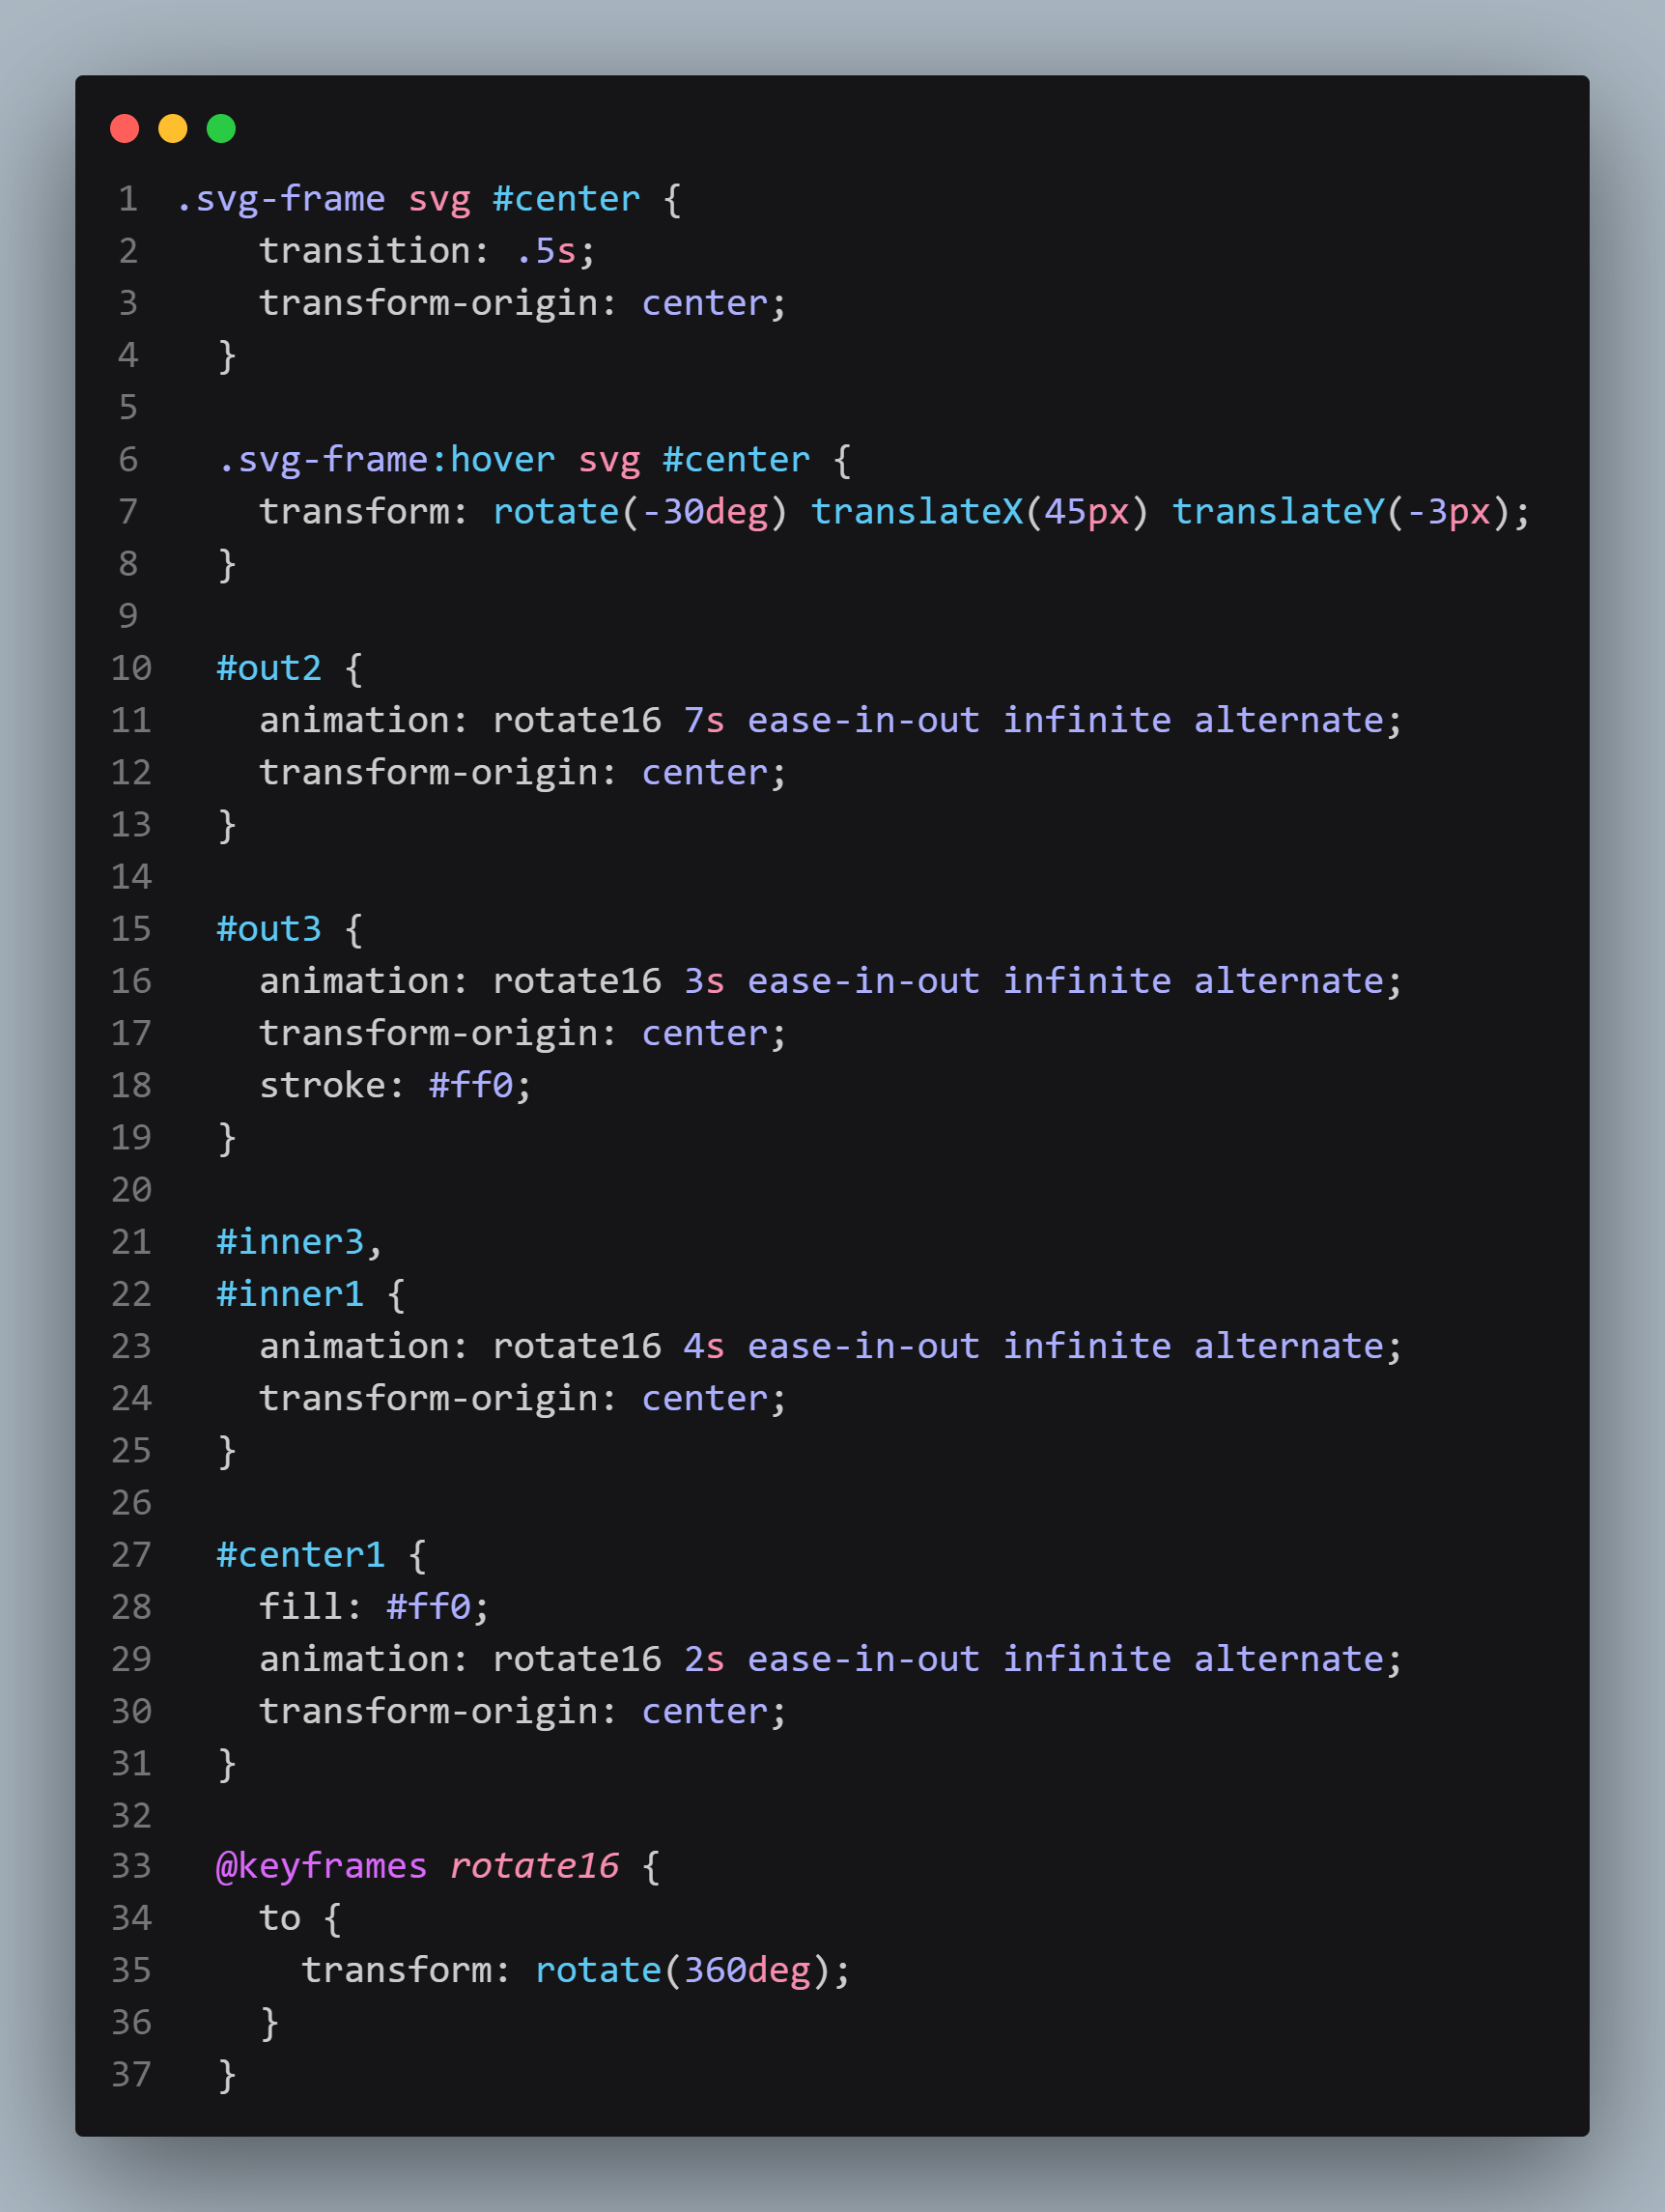 1 .svg-frame svg #center {
2     transition: .5s;
3     transform-origin: center;
4   }
5
6   .svg-frame:hover svg #center {
7     transform: rotate(-30deg) translateX(45px) translateY(-3px);
8   }
9
10   #out2 {
11     animation: rotate16 7s ease-in-out infinite alternate;
12     transform-origin: center;
13   }
14
15   #out3 {
16     animation: rotate16 3s ease-in-out infinite alternate;
17     transform-origin: center;
18     stroke: #ff0;
19   }
20
21   #inner3,
22   #inner1 {
23     animation: rotate16 4s ease-in-out infinite alternate;
24     transform-origin: center;
25   }
26
27   #center1 {
28     fill: #ff0;
29     animation: rotate16 2s ease-in-out infinite alternate;
30     transform-origin: center;
31   }
32
33   @keyframes rotate16 {
34     to {
35       transform: rotate(360deg);
36     }
37   }